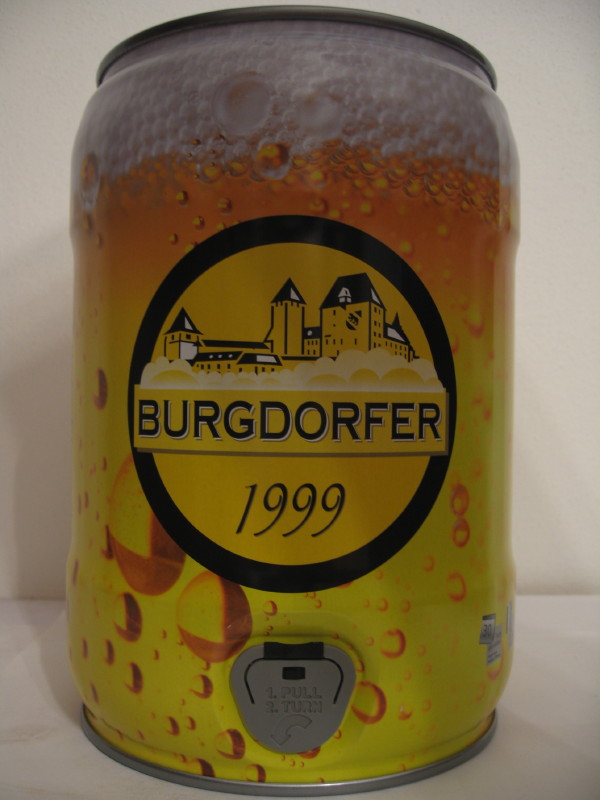 BURGDORFER
1999
1. PULL
2. TURN